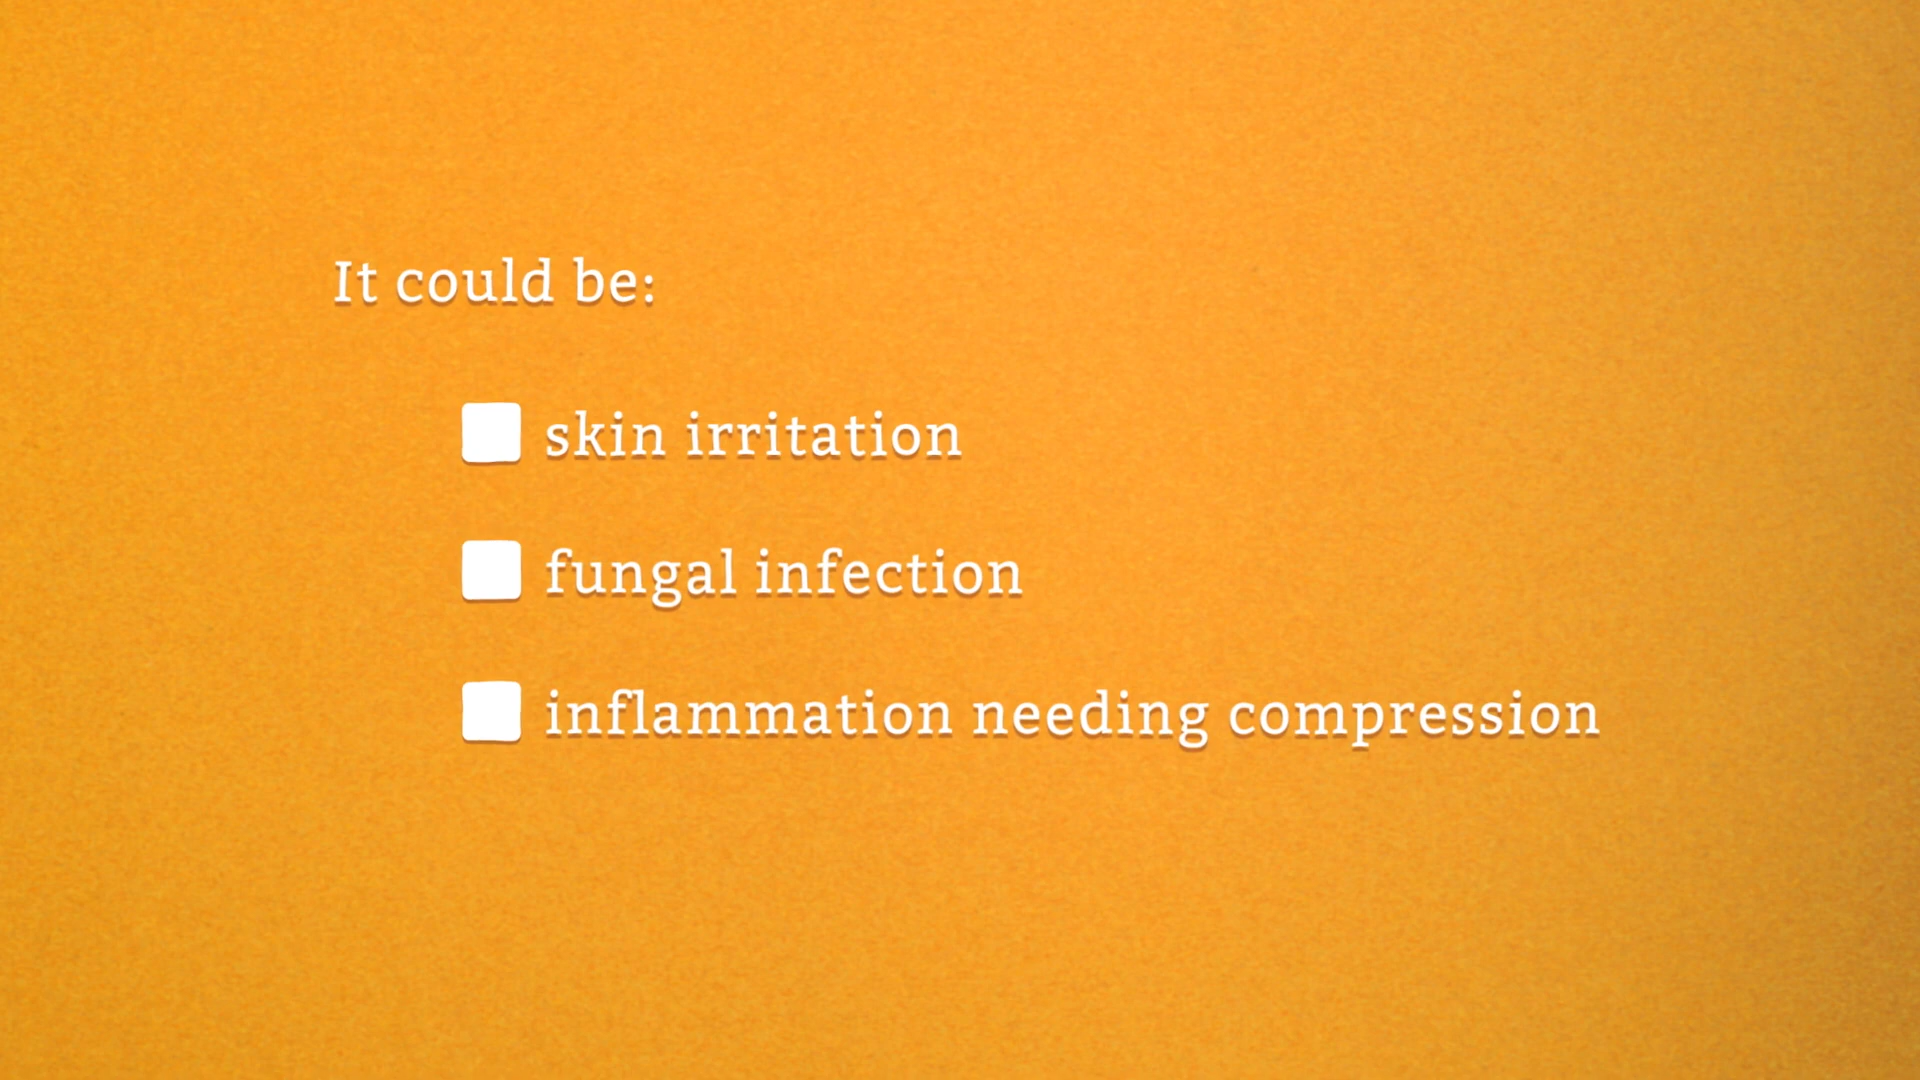 It could be:
skin irritation
fungal infection
inflammation needing compression